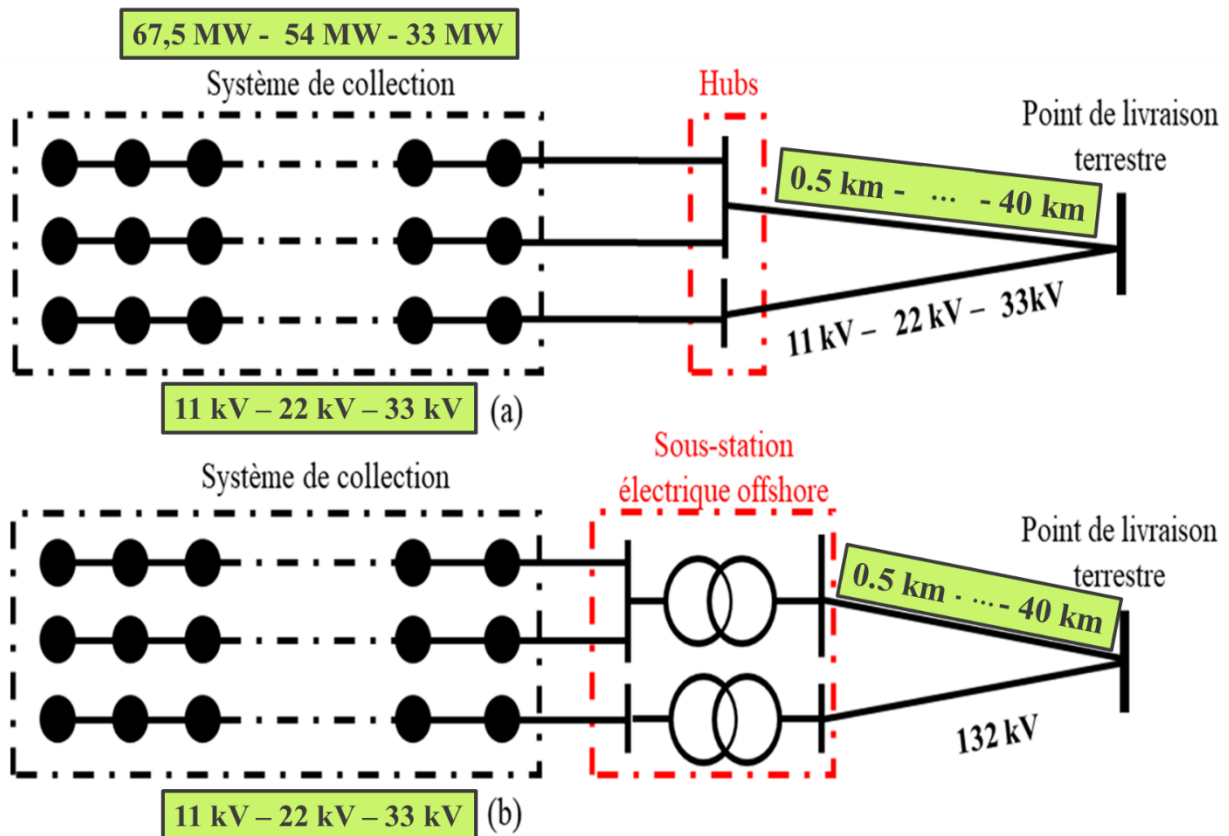 67,5 MW - 54 MW - 33 MW
Système de collection
Hubs
Point de livraison
terrestre
0.5 km - ... - 40 km
11 kV – 22 kV – 33kV
11 kV – 22 kV – 33 kV
(a)
Système de collection
Sous-station
électrique offshore
Point de livraison
terrestre
0.5 km - ... - 40 km
132 kV
11 kV – 22 kV – 33 kV
(b)